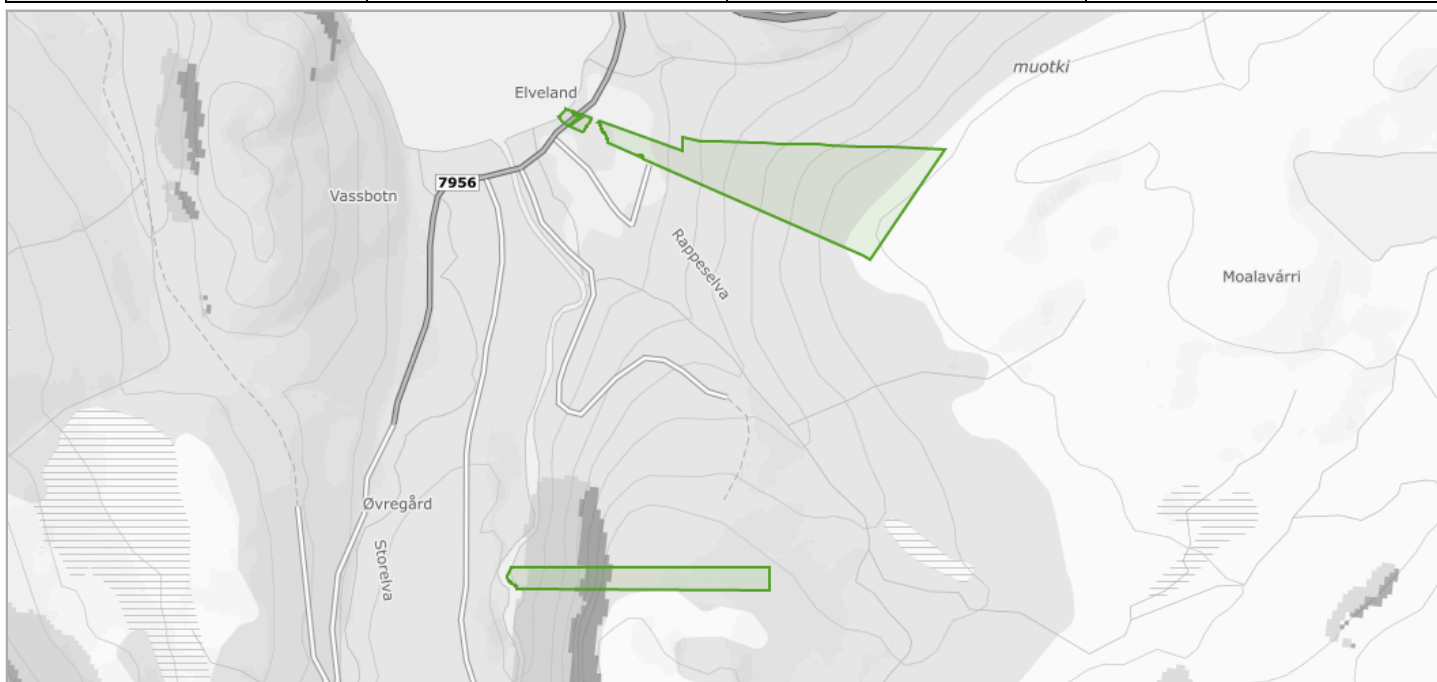 muotki
Elveland
7956
Vassbotn
Rappeselva
Moalavárri
Øvregård
Storelva